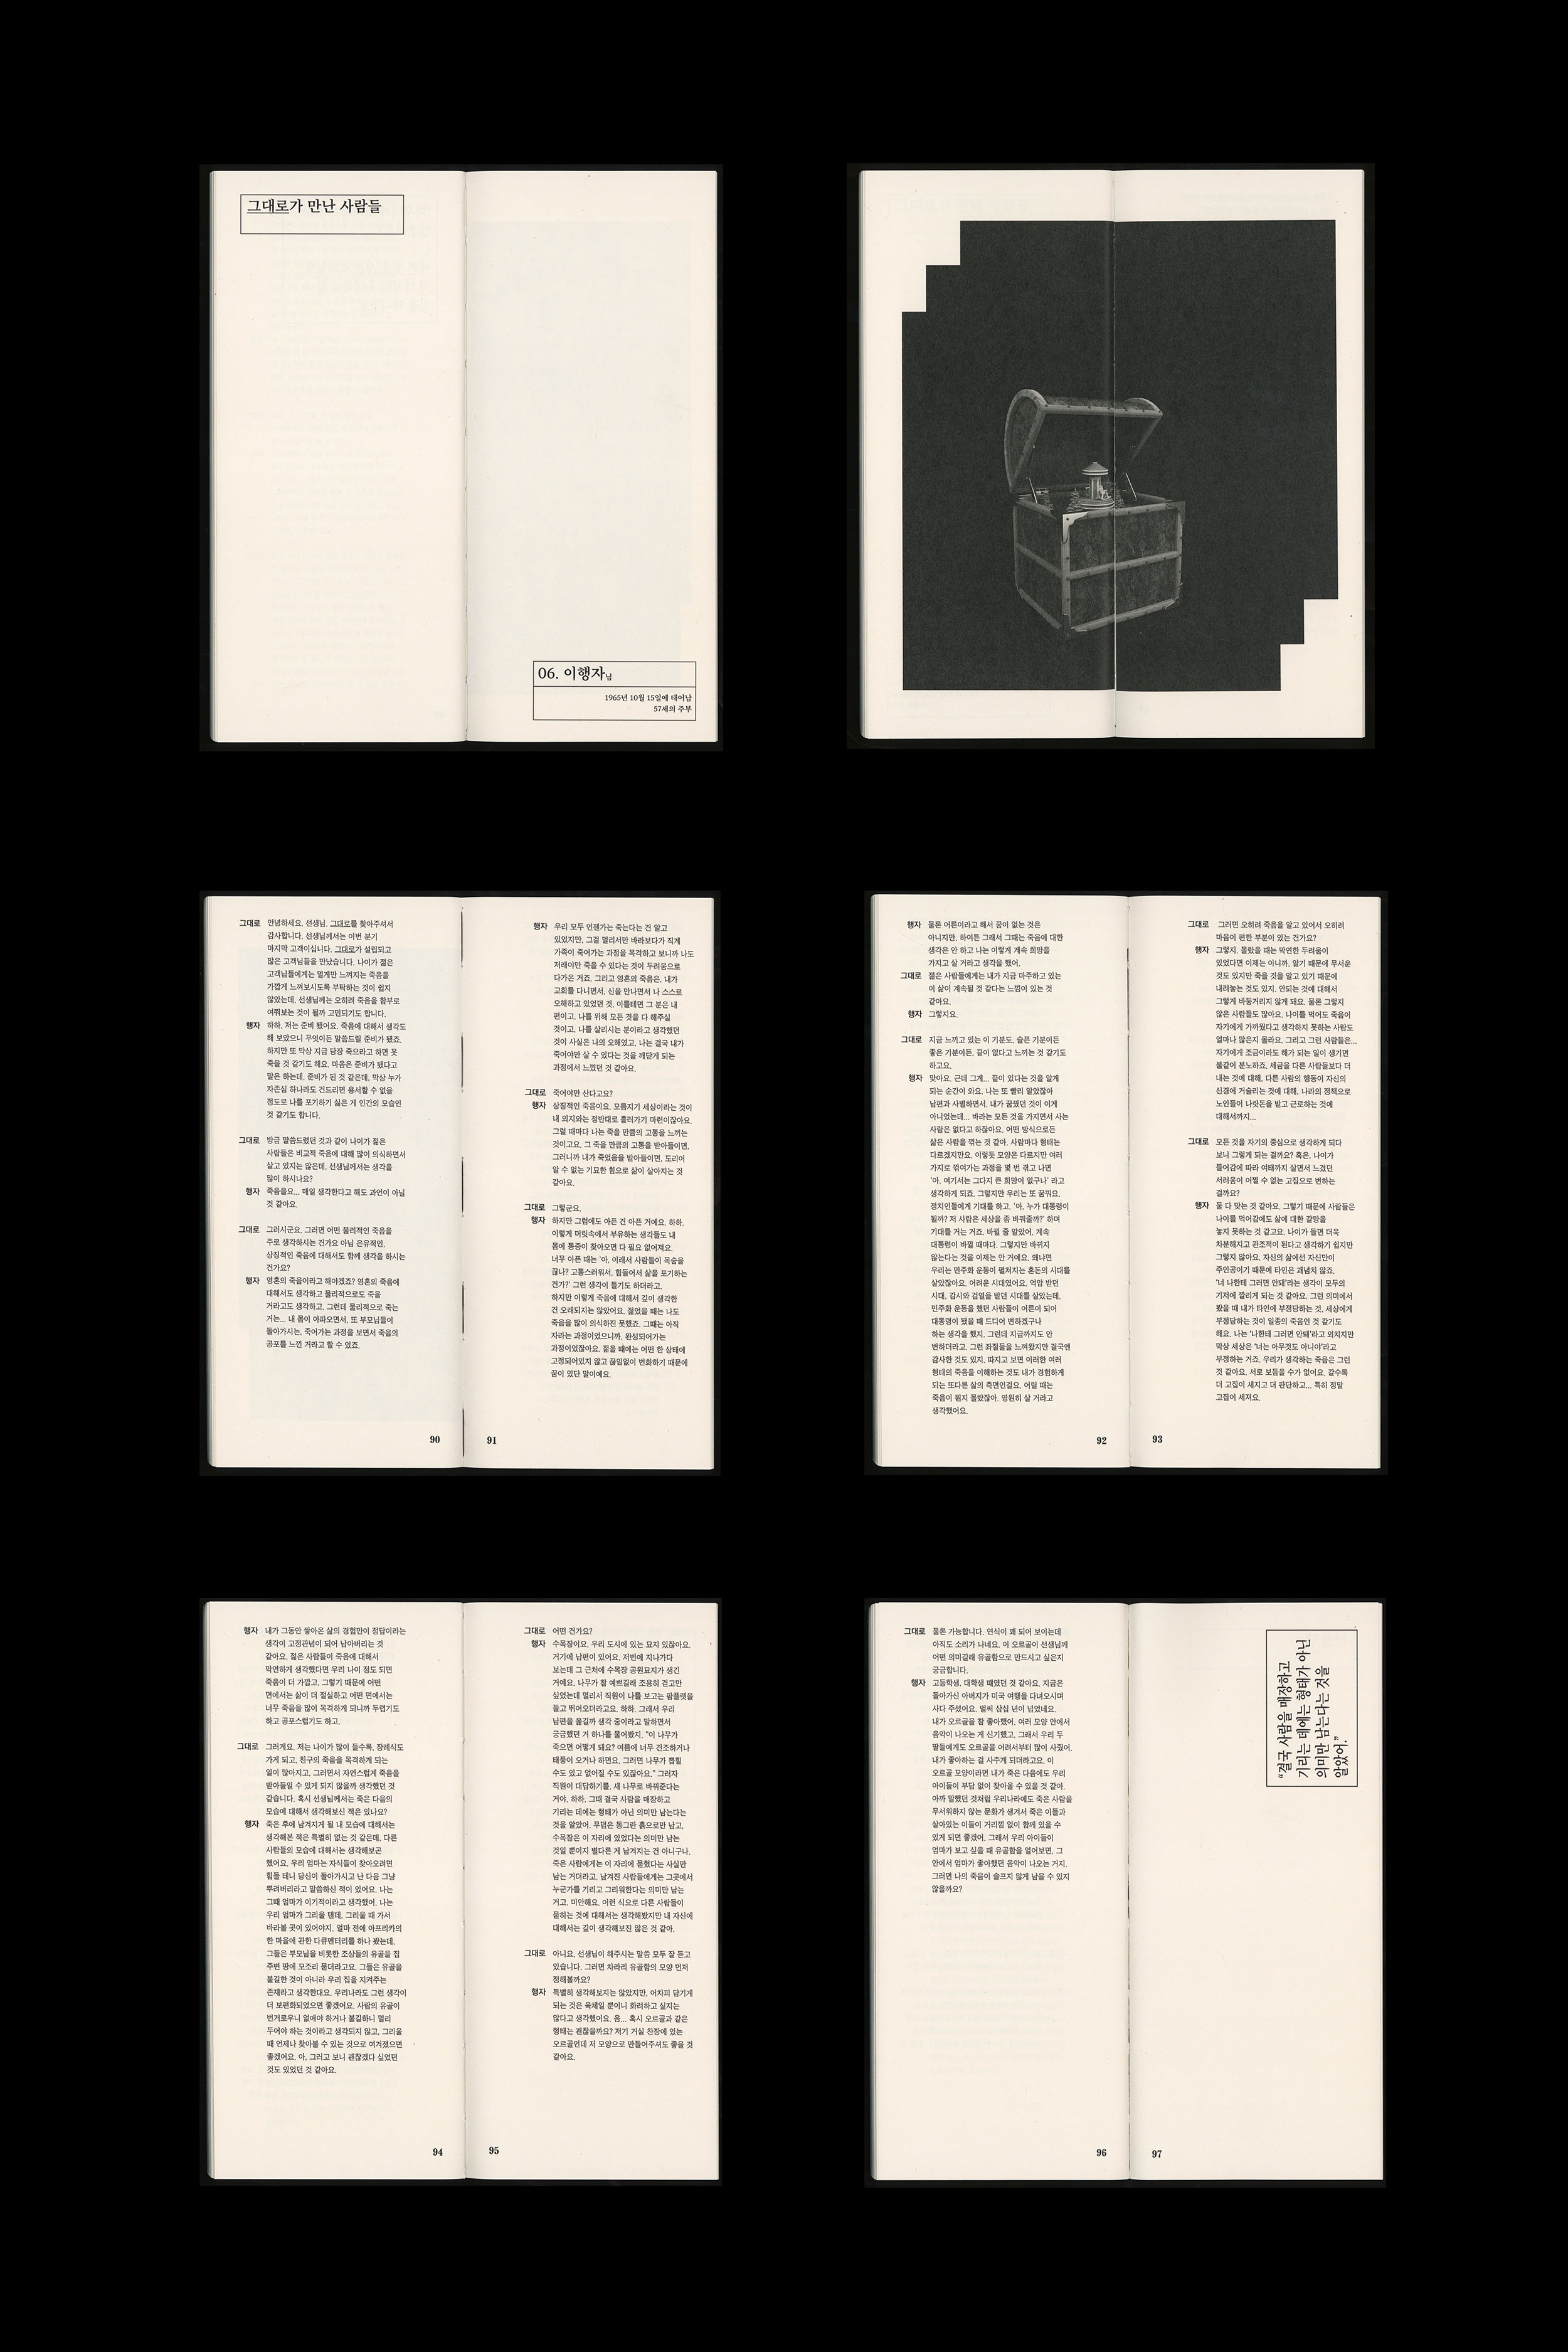 그대로가 만난 사람들
06. 이행자님
1965년 10월 15일에 태어남
57세의 주부
그대로 안녕하세요, 선생님. 그대로를 찾아주셔서
감사합니다. 선생님께서는 이번 분기
마지막 고객이십니다. 그대로가 설립되고
많은 고객님들을 만났습니다. 나이가 젊은
고객님들에게는 멀게만 느껴지는 죽음을
가깝게 느껴보시도록 부탁하는 것이 쉽지
않았는데, 선생님께는 오히려 죽음을 함부로
여쭤보는 것이 될까 고민되기도 합니다.
행자 하하. 저는 준비 됐어요. 죽음에 대해서 생각도
해 보았으니 무엇이든 말씀드릴 준비가 됐죠.
하지만 또 막상 지금 당장 죽으라고 하면 못
죽을 것 같기도 해요. 마음은 준비가 됐다고
말은 하는데, 준비가 된 것 같은데, 막상 누가
자존심 하나라도 건드리면 용서할 수 없을
정도로 나를 포기하기 싫은 게 인간의 모습인
것 같기도 합니다.
그대로 방금 말씀드렸던 것과 같이 나이가 젊은
사람들은 비교적 죽음에 대해 많이 의식하면서
살고 있지는 않은데, 선생님께서는 생각을
많이 하시나요?
행자 죽음을요... 매일 생각한다고 해도 과언이 아닐
것 같아요.
그대로 그러시군요. 그러면 어떤 물리적인 죽음을
주로 생각하시는 건가요 아님 은유적인,
상징적인 죽음에 대해서도 함께 생각을 하시는
건가요?
행자 영혼의 죽음이라고 해야겠죠? 영혼의 죽음에
대해서도 생각하고 물리적으로도 죽을
거라고도 생각하고. 그런데 물리적으로 죽는
거는... 내 몸이 아파오면서, 또 부모님들이
돌아가시는, 죽어가는 과정을 보면서 죽음의
공포를 느낀 거라고 할 수 있죠.
90
행자 우리 모두 언젠가는 죽는다는 건 알고
있었지만, 그걸 멀리서만 바라보다가 직계
가족이 죽어가는 과정을 목격하고 보니까 나도
저래야만 죽을 수 있다는 것이 두려움으로
다가온 거죠. 그리고 영혼의 죽음은, 내가
교회를 다니면서, 신을 만나면서 나 스스로
오해하고 있었던 것, 이를테면 그 분은 내
편이고, 나를 위해 모든 것을 다 해주실
것이고, 나를 살리시는 분이라고 생각했던
것이 사실은 나의 오해였고, 나는 결국 내가
죽어야만 살 수 있다는 것을 깨닫게 되는
과정에서 느꼈던 것 같아요.
그대로 죽어야만 산다고요?
행자 상징적인 죽음이요. 모름지기 세상이라는 것이
내 의지와는 정반대로 흘러가기 마련이잖아요.
그럴 때마다 나는 죽을 만큼의 고통을 느끼는
것이고요. 그 죽을 만큼의 고통을 받아들이면,
그러니까 내가 죽었음을 받아들이면, 도리어
알 수 없는 기묘한 힘으로 삶이 살아지는 것
같아요.
그대로 그렇군요.
행자 하지만 그럼에도 아픈 건 아픈 거예요. 하하.
이렇게 머릿속에서 부유하는 생각들도 내
몸에 통증이 찾아오면 다 필요 없어져요.
너무 아픈 때는 '아, 이래서 사람들이 목숨을
끊나? 고통스러워서, 힘들어서 삶을 포기하는
건가?' 그런 생각이 들기도 하더라고.
하지만 이렇게 죽음에 대해서 깊이 생각한
건 오래되지는 않았어요. 젊었을 때는 나도
죽음을 많이 의식하진 못했죠. 그때는 아직
자라는 과정이었으니까. 완성되어가는
과정이었잖아요. 젊을 때에는 어떤 한 상태에
고정되어있지 않고 끊임없이 변화하기 때문에
꿈이 있단 말이에요.
91
행자 물론 어른이라고 해서 꿈이 없는 것은
아니지만, 하여튼 그래서 그때는 죽음에 대한
생각은 안 하고 나는 이렇게 계속 희망을
가지고 살 거라고 생각을 했어.
그대로 젊은 사람들에게는 내가 지금 마주하고 있는
이 삶이 계속될 것 같다는 느낌이 있는 것
같아요.
행자 그렇지요.
그대로 지금 느끼고 있는 이 기분도, 슬픈 기분이든
좋은 기분이든, 끝이 없다고 느끼는 것 같기도
하고요.
행자 맞아요. 근데 그게... 끝이 있다는 것을 알게
되는 순간이 와요. 나는 또 빨리 알았잖아
남편과 사별하면서. 내가 꿈꿨던 것이 이게
아니었는데... 바라는 모든 것을 가지면서 사는
사람은 없다고 하잖아요. 어떤 방식으로든
삶은 사람을 꺾는 것 같아. 사람마다 형태는
다르겠지만요. 이렇듯 모양은 다르지만 여러
가지로 꺾여가는 과정을 몇 번 겪고 나면
'아, 여기서는 그다지 큰 희망이 없구나' 라고
생각하게 되죠. 그렇지만 우리는 또 꿈꿔요.
정치인들에게 기대를 하고, '아, 누가 대통령이
될까? 저 사람은 세상을 좀 바꿔줄까?' 하며
기대를 거는 거죠. 바뀔 줄 알았어. 계속
대통령이 바뀔 때마다. 그렇지만 바뀌지
않는다는 것을 이제는 안 거예요. 왜냐면
우리는 민주화 운동이 펼쳐지는 혼돈의 시대를
살았잖아요. 어려운 시대였어요. 억압 받던
시대, 감시와 검열을 받던 시대를 살았는데,
민주화 운동을 했던 사람들이 어른이 되어
대통령이 됐을 때 드디어 변하겠구나
하는 생각을 했지. 그런데 지금까지도 안
변하더라고. 그런 좌절들을 느껴왔지만 결국엔
감사한 것도 있지. 따지고 보면 이러한 여러
형태의 죽음을 이해하는 것도 내가 경험하게
되는 또다른 삶의 측면인걸요. 어릴 때는
죽음이 뭔지 몰랐잖아. 영원히 살 거라고
생각했어요.
92
그대로 그러면 오히려 죽음을 알고 있어서 오히려
마음이 편한 부분이 있는 건가요?
행자 그렇지. 몰랐을 때는 막연한 두려움이
있었다면 이제는 아니까. 알기 때문에 무서운
것도 있지만 죽을 것을 알고 있기 때문에
내려놓는 것도 있지. 안되는 것에 대해서
그렇게 바둥거리지 않게 돼요. 물론 그렇지
않은 사람들도 많아요. 나이를 먹어도 죽음이
자기에게 가까웠다고 생각하지 못하는 사람도
얼마나 많은지 몰라요. 그리고 그런 사람들은...
자기에게 조금이라도 해가 되는 일이 생기면
불같이 분노하죠. 세금을 다른 사람들보다 더
내는 것에 대해, 다른 사람의 행동이 자신의
신경에 거슬리는 것에 대해, 나라의 정책으로
노인들이 나랏돈을 받고 근로하는 것에
대해서까지...
그대로 모든 것을 자기의 중심으로 생각하게 되다
보니 그렇게 되는 걸까요? 혹은, 나이가
들어감에 따라 여태까지 살면서 느꼈던
서러움이 어쩔 수 없는 고집으로 변하는
걸까요?
행자 둘 다 맞는 것 같아요. 그렇기 때문에 사람들은
나이를 먹어감에도 삶에 대한 갈망을
놓지 못하는 것 같고요. 나이가 들면 더욱
차분해지고 관조적이 된다고 생각하기 쉽지만
그렇지 않아요. 자신의 삶에선 자신만이
주인공이기 때문에 타인은 괘념치 않죠.
'너 나한테 그러면 안돼'라는 생각이 모두의
기저에 깔리게 되는 것 같아요. 그런 의미에서
봤을 때 내가 타인에 부정당하는 것, 세상에게
부정당하는 것이 일종의 죽음인 것 같기도
해요. 나는 '나한테 그러면 안돼'라고 외치지만
막상 세상은 '너는 아무것도 아니야'라고
부정하는 거죠. 우리가 생각하는 죽음은 그런
것 같아요. 서로 보듬을 수가 없어요. 갈수록
더 고집이 세지고 더 판단하고... 특히 정말
고집이 세져요.
93
행자 내가 그동안 쌓아온 삶의 경험만이 정답이라는
생각이 고정관념이 되어 남아버리는 것
같아요. 젊은 사람들이 죽음에 대해서
막연하게 생각했다면 우리 나이 정도 되면
죽음이 더 가깝고, 그렇기 때문에 어떤
면에서는 삶이 더 절실하고 어떤 면에서는
너무 죽음을 많이 목격하게 되니까 두렵기도
하고 공포스럽기도 하고.
그대로 그러게요. 저는 나이가 많이 들수록, 장례식도
가게 되고, 친구의 죽음을 목격하게 되는
일이 많아지고, 그러면서 자연스럽게 죽음을
받아들일 수 있게 되지 않을까 생각했던 것
같습니다. 혹시 선생님께서는 죽은 다음의
모습에 대해서 생각해보신 적은 있나요?
행자 죽은 후에 남겨지게 될 내 모습에 대해서는
생각해본 적은 특별히 없는 것 같은데, 다른
사람들의 모습에 대해서는 생각해보곤
했어요. 우리 엄마는 자식들이 찾아오려면
힘들 테니 당신이 돌아가시고 난 다음 그냥
뿌려버리라고 말씀하신 적이 있어요. 나는
그때 엄마가 이기적이라고 생각했어. 나는
우리 엄마가 그리울 텐데, 그리울 때 가서
바라볼 곳이 있어야지. 얼마 전에 아프리카의
한 마을에 관한 다큐멘터리를 하나 봤는데,
그들은 부모님을 비롯한 조상들의 유골을 집
주변 땅에 모조리 묻더라고요. 그들은 유골을
불길한 것이 아니라 우리 집을 지켜주는
존재라고 생각한대요. 우리나라도 그런 생각이
더 보편화되었으면 좋겠어요. 사람의 유골이
번거로우니 없애야 하거나 불길하니 멀리
두어야 하는 것이라고 생각되지 않고, 그리울
때 언제나 찾아볼 수 있는 것으로 여겨졌으면
좋겠어요. 아, 그러고 보니 괜찮겠다 싶었던
것도 있었던 것 같아요.
94
그대로 어떤 건가요?
행자 수목장이요. 우리 도시에 있는 묘지 있잖아요.
거기에 남편이 있어요. 저번에 지나가다
보는데 그 근처에 수목장 공원묘지가 생긴
거예요. 나무가 참 예쁘길래 조용히 걷고만
싶었는데 멀리서 직원이 나를 보고는 팜플렛을
들고 뛰어오더라고요. 하하. 그래서 우리
남편을 옮길까 생각 중이라고 말하면서
궁금했던 거 하나를 물어봤지. "이 나무가
죽으면 어떻게 돼요? 여름에 너무 건조하거나
태풍이 오거나 하면요. 그러면 나무가 뽑힐
수도 있고 없어질 수도 있잖아요." 그러자
직원이 대답하기를, 새 나무로 바꿔준다는
거야. 하하. 그때 결국 사람을 매장하고
기리는 데에는 형태가 아닌 의미만 남는다는
것을 알았어. 무덤은 동그란 흙으로만 남고,
수목장은 이 자리에 있었다는 의미만 남는
것일 뿐이지 별다른 게 남겨지는 건 아니구나.
죽은 사람에게는 이 자리에 묻혔다는 사실만
남는 거더라고. 남겨진 사람들에게는 그곳에서
누군가를 기리고 그리워한다는 의미만 남는
거고. 미안해요. 이런 식으로 다른 사람들이
묻히는 것에 대해서는 생각해봤지만 내 자신에
대해서는 깊이 생각해보진 않은 것 같아.
그대로 아니요. 선생님이 해주시는 말씀 모두 잘 듣고
있습니다. 그러면 차라리 유골함의 모양 먼저
정해볼까요?
행자 특별히 생각해보지는 않았지만, 어차피 담기게
되는 것은 육체일 뿐이니 화려하고 싶지는
않다고 생각했어요. 음... 혹시 오르골과 같은
형태는 괜찮을까요? 저기 거실 찬장에 있는
오르골인데 저 모양으로 만들어주셔도 좋을 것
같아요.
95
그대로 물론 가능합니다. 연식이 꽤 되어 보이는데
아직도 소리가 나네요. 이 오르골이 선생님께
어떤 의미길래 유골함으로 만드시고 싶은지
궁금합니다.
행자 고등학생, 대학생 때였던 것 같아요. 지금은
돌아가신 아버지가 미국 여행을 다녀오시며
사다 주셨어요. 벌써 삼십 년이 넘었네요.
내가 오르골을 참 좋아했어. 여러 모양 안에서
음악이 나오는 게 신기했고, 그래서 우리 두
딸들에게도 오르골을 어려서부터 많이 사줬어.
내가 좋아하는 걸 사주게 되더라고요. 이
오르골 모양이라면 내가 죽은 다음에도 우리
아이들이 부담 없이 찾아올 수 있을 것 같아.
아까 말했던 것처럼 우리나라에도 죽은 사람을
무서워하지 않는 문화가 생겨서 죽은 이들과
살아있는 이들이 거리낌 없이 함께 있을 수
있게 되면 좋겠어. 그래서 우리 아이들이
엄마가 보고 싶을 때 유골함을 열어보면, 그
안에서 엄마가 좋아했던 음악이 나오는 거지.
그러면 나의 죽음이 슬프지 않게 남을 수 있지
않을까요?
96
“결국 사람을 매장하고
기리는 데에는 형태가 아닌
의미만 남는다는 것을
알았어.”
97